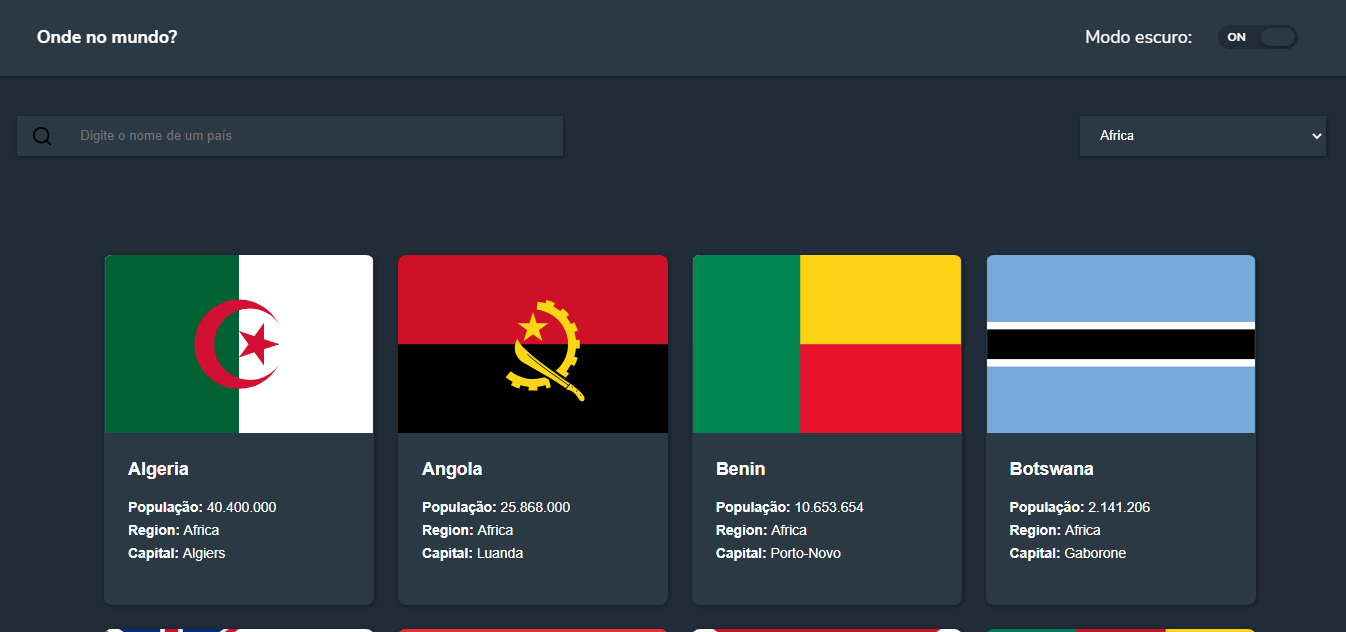 Onde no mundo?
Modo escuro: ON
Digite o nome de um país
Africa
Algeria
População: 40.400.000
Region: Africa
Capital: Algiers
Angola
População: 25.868.000
Region: Africa
Capital: Luanda
Benin
População: 10.653.654
Region: Africa
Capital: Porto-Novo
Botswana
População: 2.141.206
Region: Africa
Capital: Gaborone